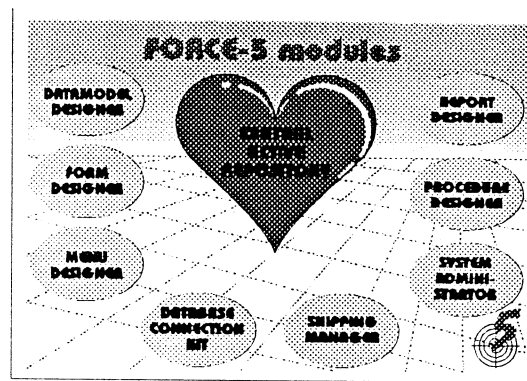 FORCE-5 modules
DATAMODEL
DESIGNER
FORM
DESIGNER
MENU
DESIGNER
CENTRAL
ACTIVE
REPOSITORY
REPORT
DESIGNER
PROCEDURE
DESIGNER
SYSTEM
ADMINI-
STRATOR
DATABASE
CONNECTION
KIT
SHIPPING
MANAGER